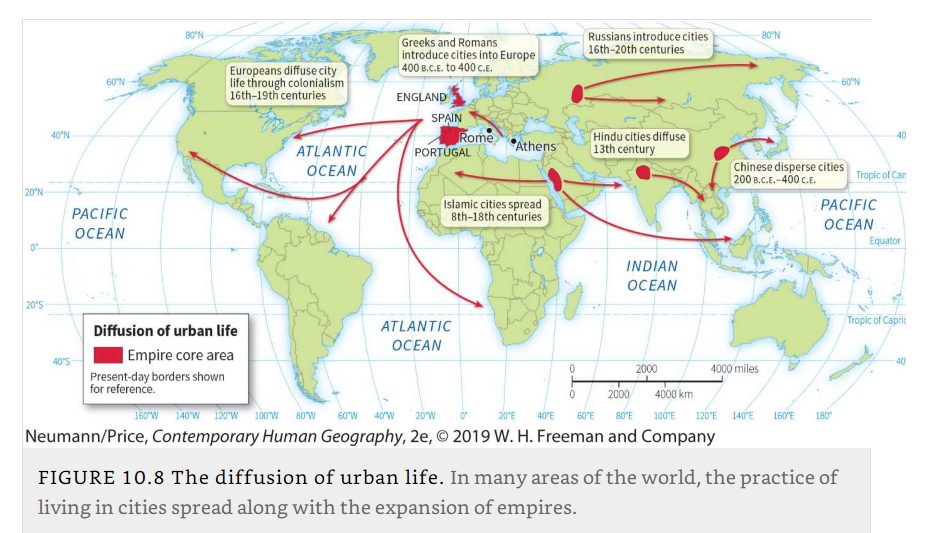 80°N
80°N
Russians introduce cities
16th–20th centuries
Greeks and Romans
introduce cities into Europe
400 B.C.E. to 400 C.E.
Europeans diffuse city
life through colonialism
16th–19th centuries
60°N
60°N
ENGLAND
SPAIN
Rome
Athens
PORTUGAL
40°N
40
ATLANTIC
OCEAN
Hindu cities diffuse
13th century
Chinese disperse cities
200 B.C.E.–400 C.E.
Tropic of Can
20°N
Islamic cities spread
8th–18th centuries
PACIFIC
OCEAN
PACIFIC
OCEAN
0°
Equator
INDIAN
OCEAN
20°S
ATLANTIC
OCEAN
Tropic of Capric
Diffusion of urban life
Empire core area
Present-day borders shown
for reference.
40°S
40
0 2000 4000 miles
0 2000 4000 km
160°W 140°W 120°W 100°W 80°W 60°W 40°W 20°W 0° 20°E 40°E 60°E 80°E 100°E 120°E 140°E 160°E 180°
Neumann/Price, Contemporary Human Geography, 2e, © 2019 W. H. Freeman and Company
FIGURE 10.8 The diffusion of urban life. In many areas of the world, the practice of
living in cities spread along with the expansion of empires.